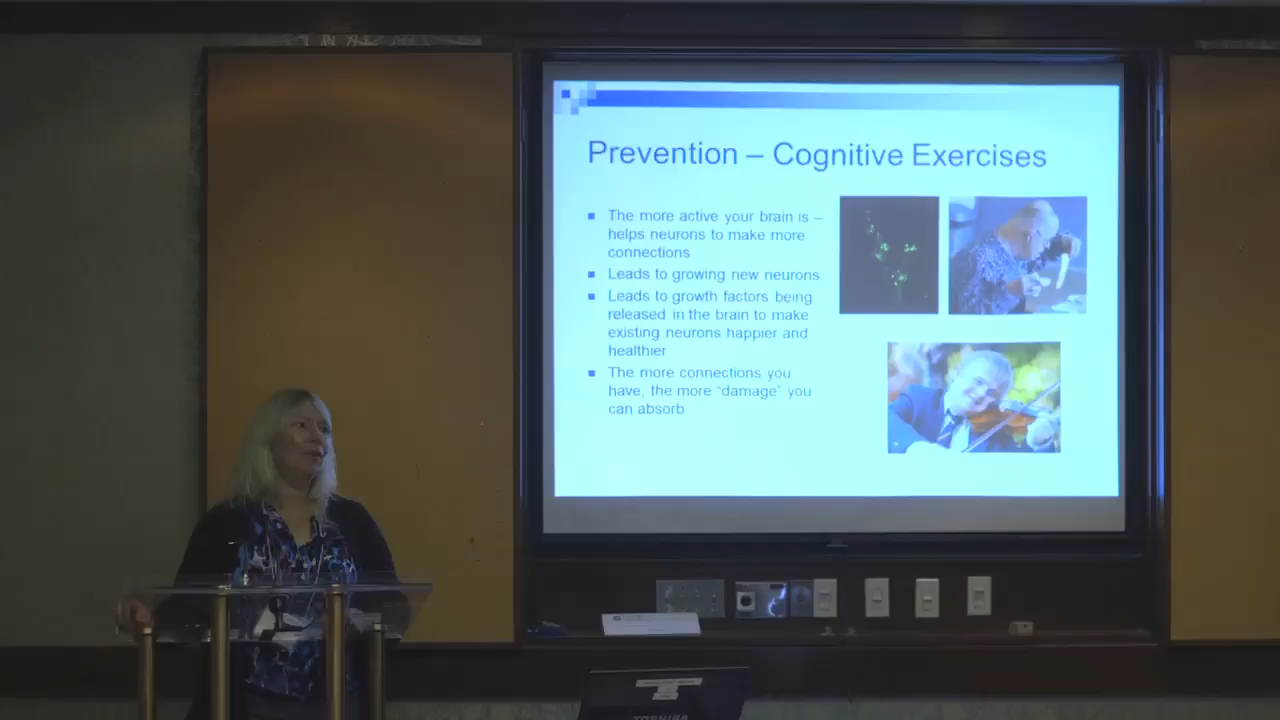 Prevention – Cognitive Exercises
The more active your brain is –
helps neurons to make more
connections
Leads to growing new neurons
Leads to growth factors being
released in the brain to make
existing neurons happier and
healthier
The more connections you
have, the more “damage” you
can absorb
TOSHIBA